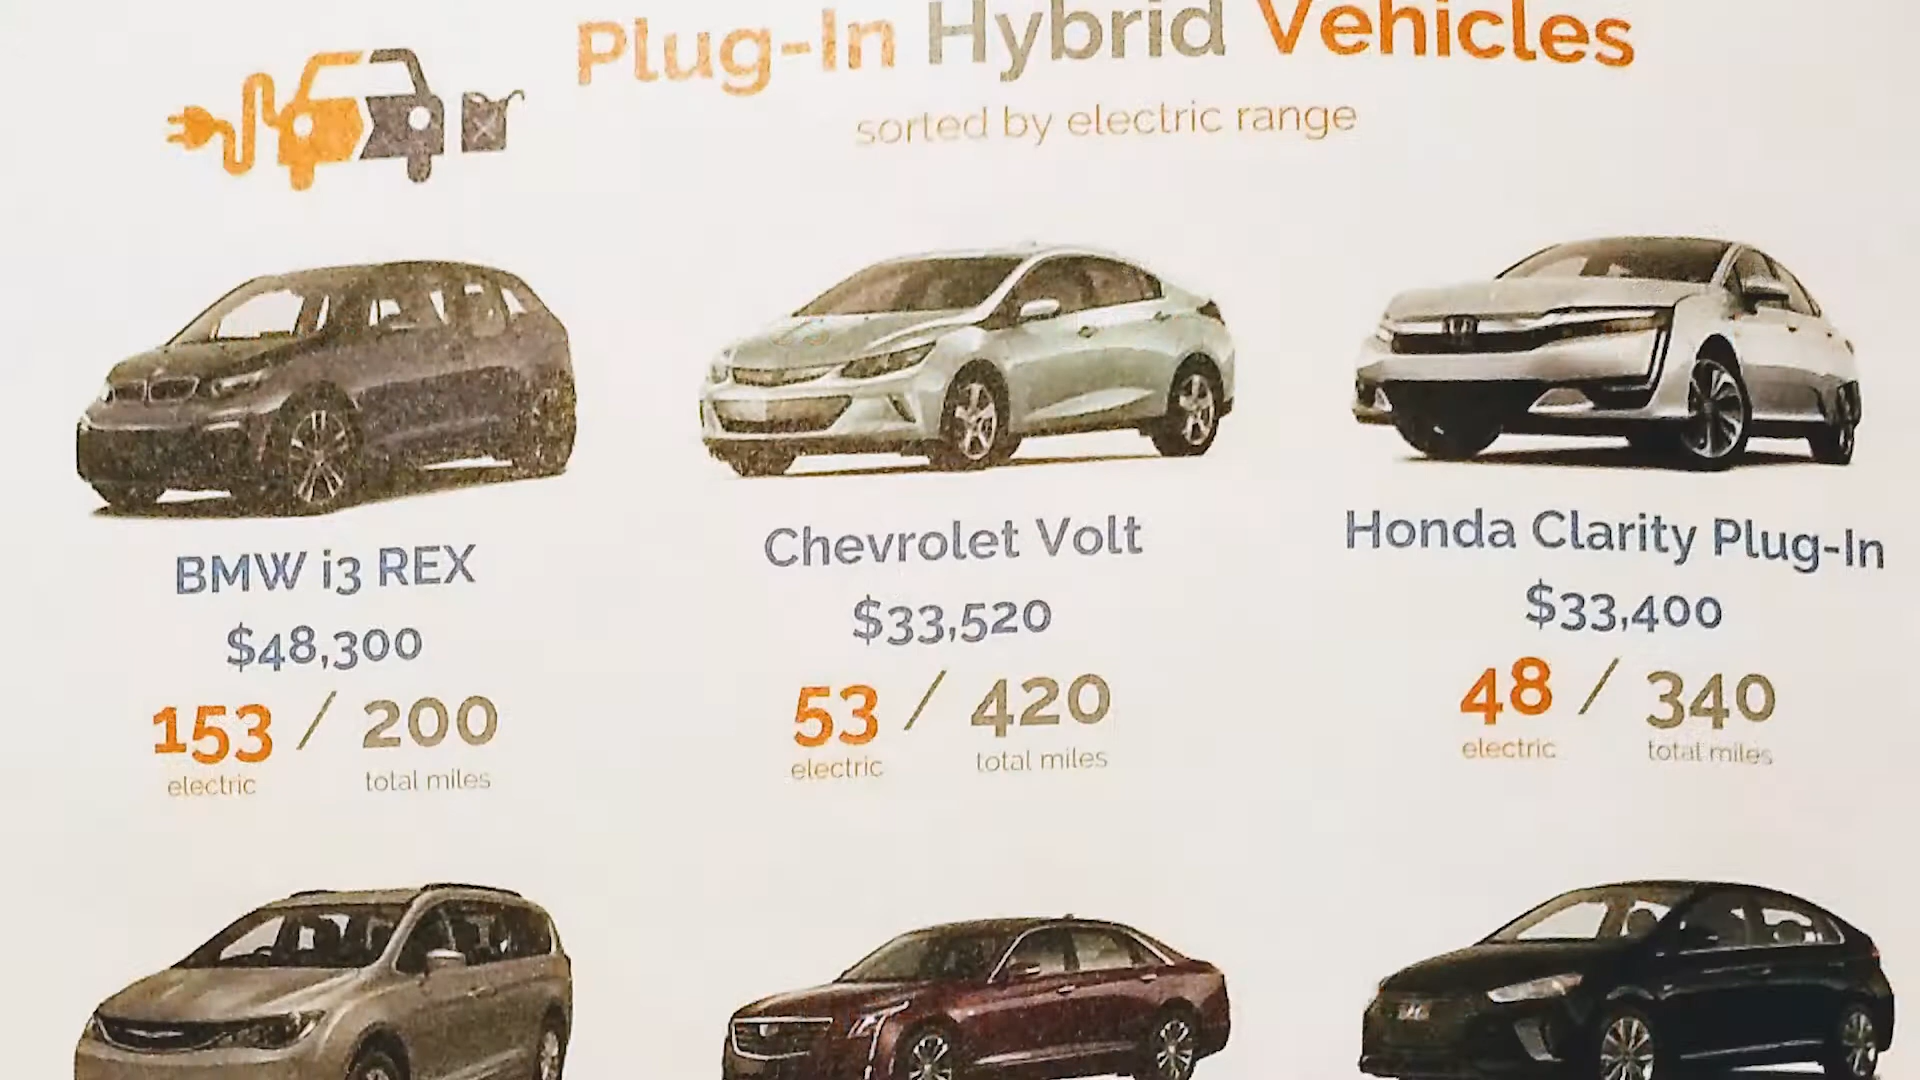 Plug-In Hybrid Vehicles
sorted by electric range
BMW i3 REX
$48,300
153 / 200
electric total miles
Chevrolet Volt
$33,520
53 / 420
electric total miles
Honda Clarity Plug-In
$33,400
48 / 340
electric total miles